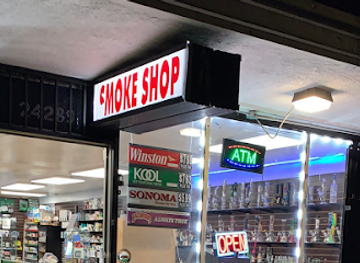 SMOKE SHOP
24289
ATM
Winston
KOOL
SONOMA
OPEN